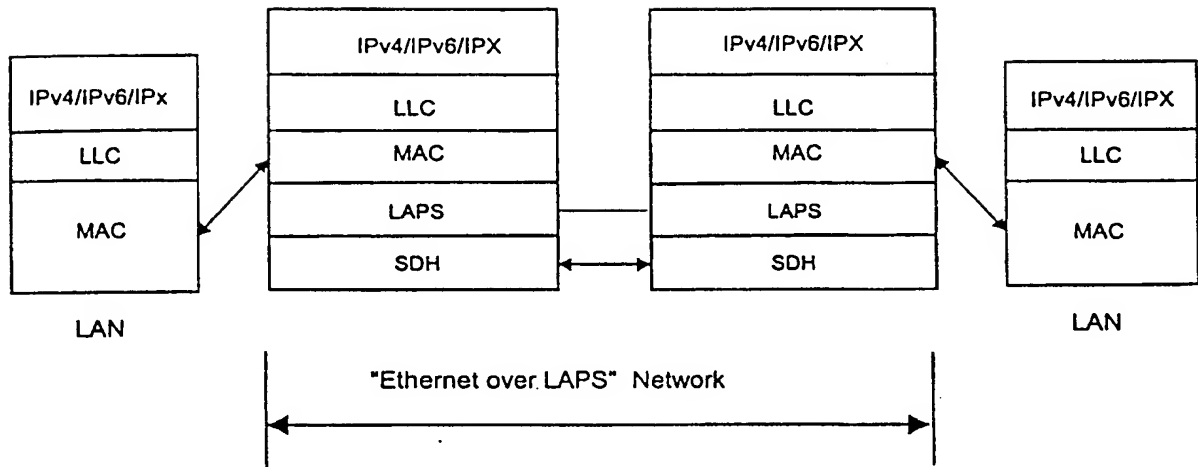 IPv4/IPv6/IPx
LLC
MAC
LAN
IPv4/IPv6/IPX
LLC
MAC
LAPS
SDH
IPv4/IPv6/IPX
LLC
MAC
LAPS
SDH
IPv4/IPv6/IPX
LLC
MAC
LAN
"Ethernet over LAPS" Network